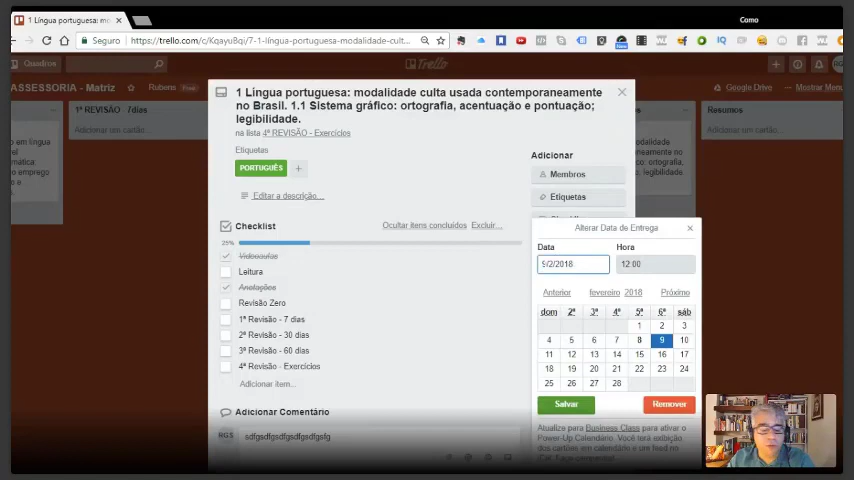 1 Língua portuguesa: m
Como
Seguro
https://trello.com/c/KqayuBqi/7-1-língua-portuguesa-modalidade-cult...
Quadros
Trello
ASSESSORIA - Matriz
Rubens
Free
Google Drive
Mostrar Menu
1ª REVISÃO 7dias
Adicionar um cartão...
Resumos
Adicionar um cartão...
1 Língua portuguesa: modalidade culta usada contemporaneamente
no Brasil. 1.1 Sistema gráfico: ortografia, acentuação e pontuação;
legibilidade.
na lista 4ª REVISÃO - Exercícios
Etiquetas
PORTUGUÊS
+
Editar a descrição...
Checklist
Ocultar itens concluídos
Excluir...
25%
Videoaulas
Leitura
Anotações
Revisão Zero
1ª Revisão - 7 dias
2ª Revisão - 30 dias
3ª Revisão - 60 dias
4ª Revisão - Exercícios
Adicionar item...
Adicionar Comentário
RGS
sdfgsdfgsdfgsdfgsdfgsfg
Adicionar
Membros
Etiquetas
Alterar Data de Entrega
Data
Hora
9/2/2018
12:00
Anterior
fevereiro 2018
Próximo
dom 2ª 3ª 4ª 5ª 6ª sáb
1 2 3
4 5 6 7 8 9 10
11 12 13 14 15 16 17
18 19 20 21 22 23 24
25 26 27 28
Salvar
Remover
Atualize para Business Class para ativar o
Power-Up Calendário. Você terá exibição
dos cartões em calendário e um feed no